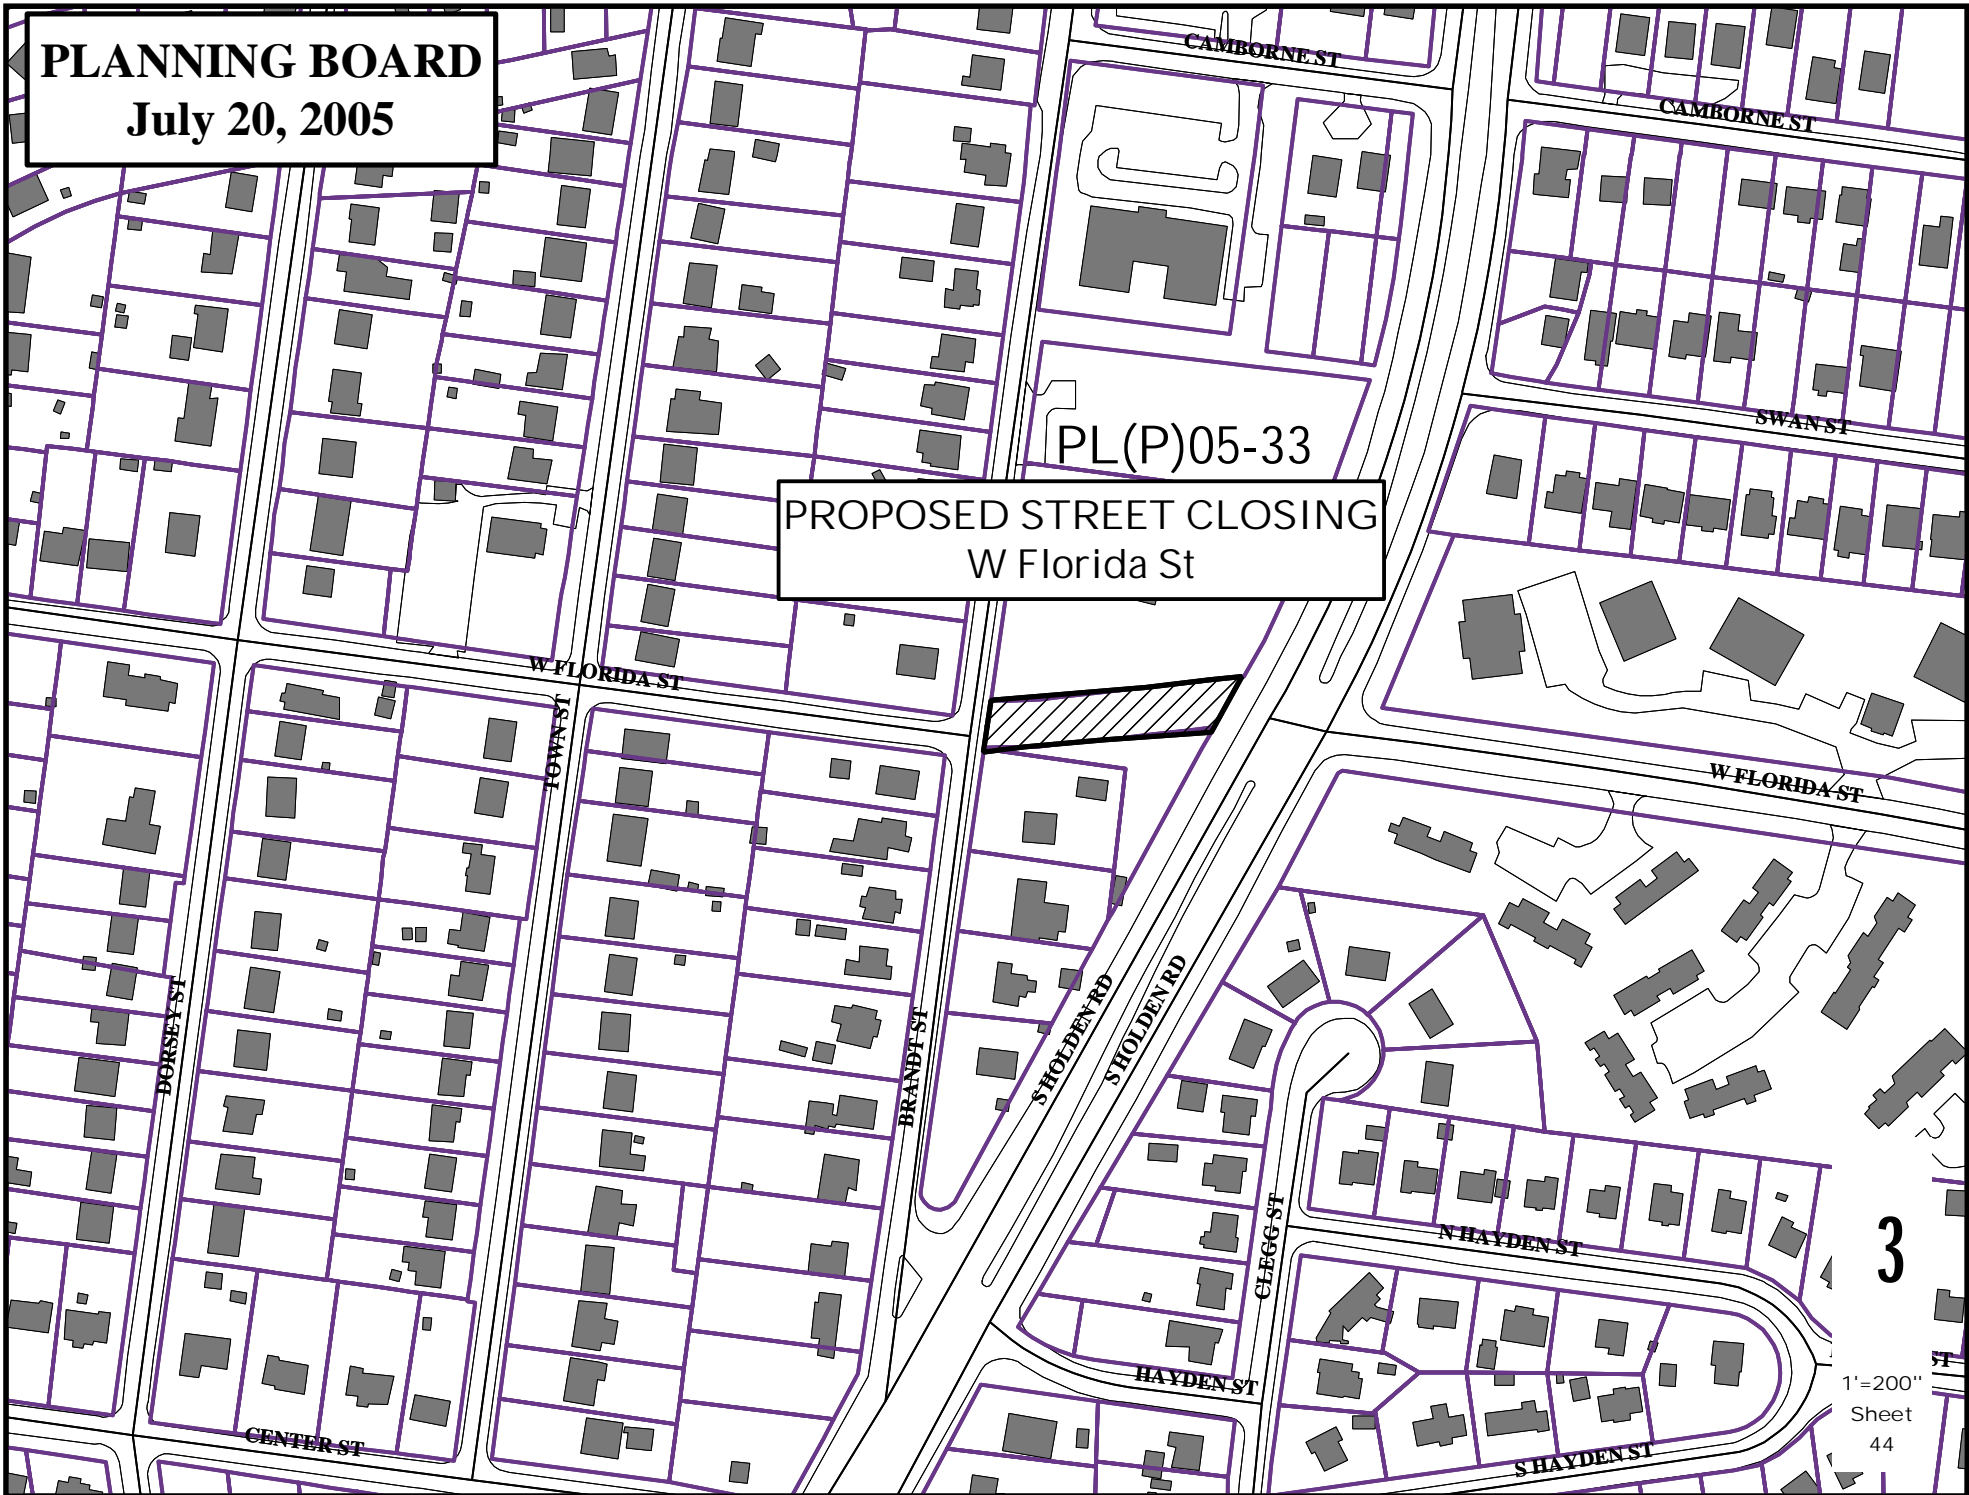 PLANNING BOARD
July 20, 2005
CAMBORNE ST
CAMBORNE ST
SWAN ST
PL(P)05-33
PROPOSED STREET CLOSING
W Florida St
W FLORIDA ST
TOWN ST
W FLORIDA ST
DORSEY ST
BRANDT ST
S HOLDEN RD
S HOLDEN RD
CLEGG ST
N HAYDEN ST
3
HAYDEN ST
ST
1'=200''
Sheet
44
CENTER ST
S HAYDEN ST